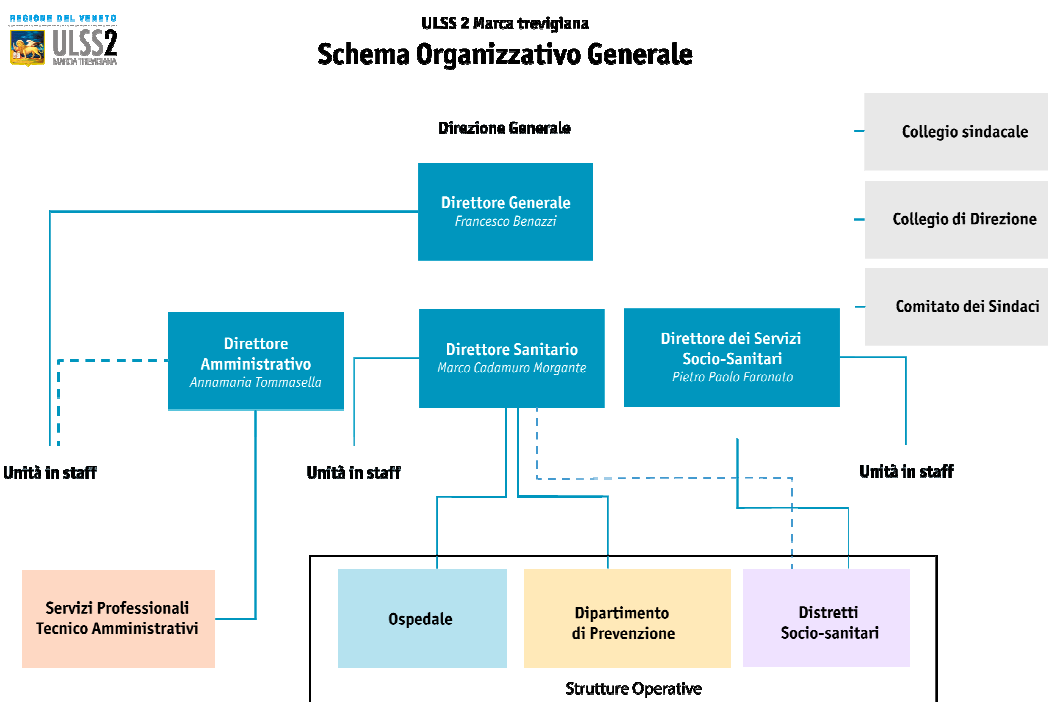 REGIONE DEL VENETO
ULSS2
MARCA TREVIGIANA
ULSS 2 Marca trevigiana
Schema Organizzativo Generale
Direzione Generale
Collegio sindacale
Direttore Generale
Francesco Benazzi
Collegio di Direzione
Comitato dei Sindaci
Direttore
Amministrativo
Annamaria Tommasella
Direttore Sanitario
Marco Cadamuro Morgante
Direttore dei Servizi
Socio-Sanitari
Pietro Paolo Faronato
Unità in staff
Unità in staff
Unità in staff
Servizi Professionali
Tecnico Amministrativi
Ospedale
Dipartimento
di Prevenzione
Distretti
Socio-sanitari
Strutture Operative